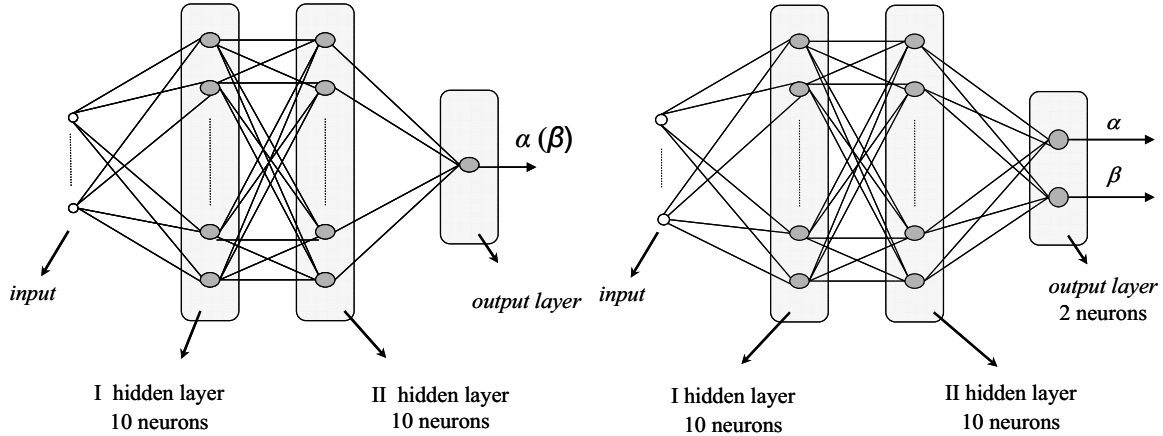 α (β)
input
output layer
I hidden layer
10 neurons
II hidden layer
10 neurons
α
β
input
output layer
2 neurons
I hidden layer
10 neurons
II hidden layer
10 neurons